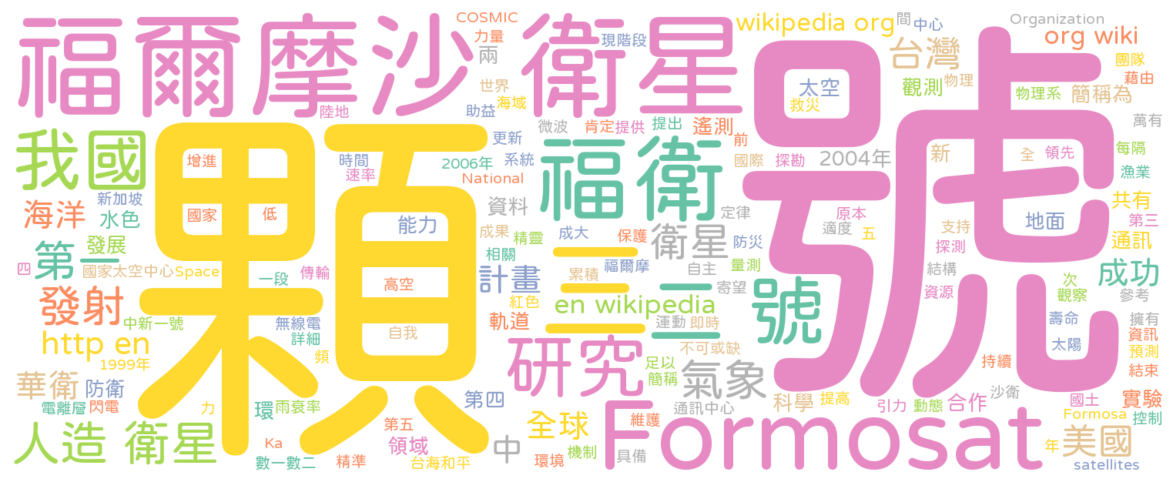 福爾摩沙衛星
COSMIC
力量
兩
現階段
wikipedia org
間
中心
Organization
org wiki
台灣
團隊
藉由
世界
海域
助益
陸地
太空
救災
觀測
物理
物理系
簡稱為
萬有
我國
顆
號
增進
時間
速率
更新
2006年
系統
National
微波
肯定
提供
提出
遙測
前
福衛
國際
探勘
2004年
新
全
領先
每隔
漁業
新加坡
水色
海洋
國家
低
能力
資料
定律
原本
適度
五
支持
地面
共有
第三
通訊
第一
發展
四
國家太空中心
Space
一段
傳輸
高空
成果
精靈
成大
保護
衛星
防災
相關
福爾摩
自主
量測
探測
結構
資源
成功
次
觀察
參考
計畫
累積
寄望
三
二
號
發射
中新一號
無線電
詳細
自我
紅色
en wikipedia
軌道
運動
即時
壽命
擁有
太陽
資訊
預測
http en
1999年
頻
研究
不可或缺
足以
簡稱
氣象
持續
結束
華衛
防衛
電離層
閃電
環
雨衰率
力
第四
通訊中心
科學
提高
引力
動態
合作
沙衛
國土
實驗
控制
人造 衛星
Ka
數一數二
第五
領域
精準
台海和平
中
全球
機制
環境
維護
具備
Formosat
Formosa
年
美國
satellites